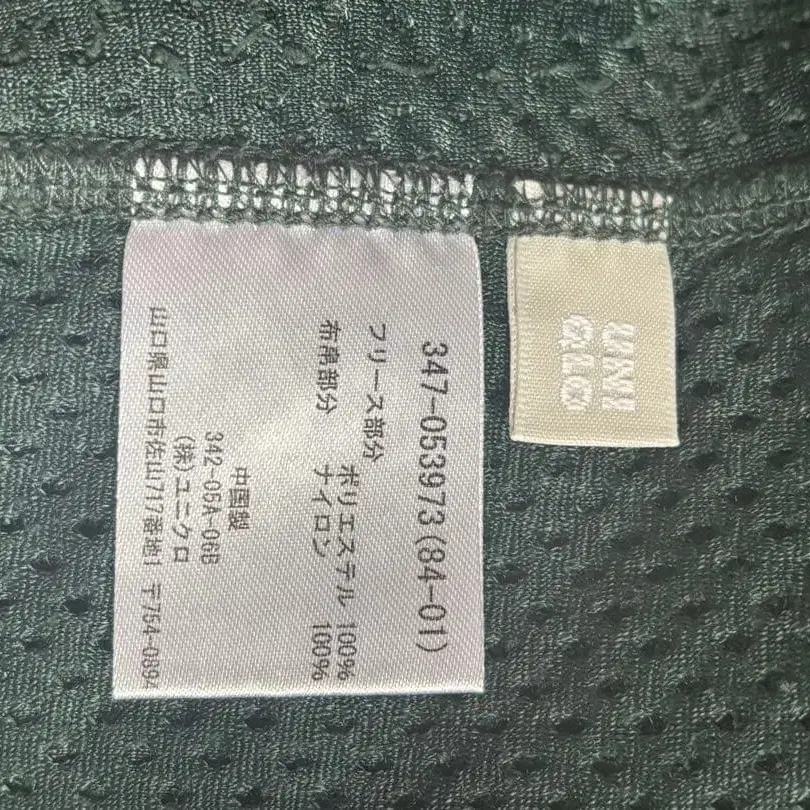 347-053973(84-01)
フリース部分
ポリエステル 100%
布帛部分
ナイロン 100%
中国製
342-05A-06B
(株)ユニクロ
山口県山口市佐山717番地1 〒754-0894
UNI
QLO